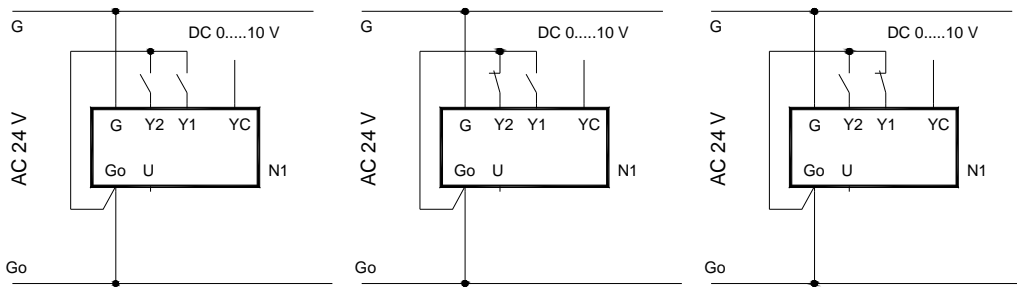 G
DC 0.....10 V
AC 24 V
G Y2 Y1 YC
Go U
N1
Go
G
DC 0.....10 V
AC 24 V
G Y2 Y1 YC
Go U
N1
Go
G
DC 0.....10 V
AC 24 V
G Y2 Y1 YC
Go U
N1
Go